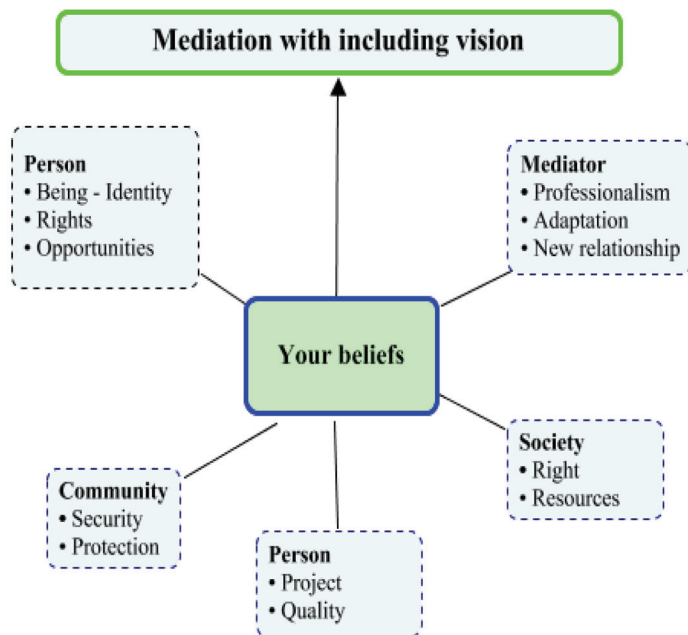 Mediation with including vision
Person
• Being - Identity
• Rights
• Opportunities
Mediator
• Professionalism
• Adaptation
• New relationship
Your beliefs
Society
• Right
• Resources
Community
• Security
• Protection
Person
• Project
• Quality